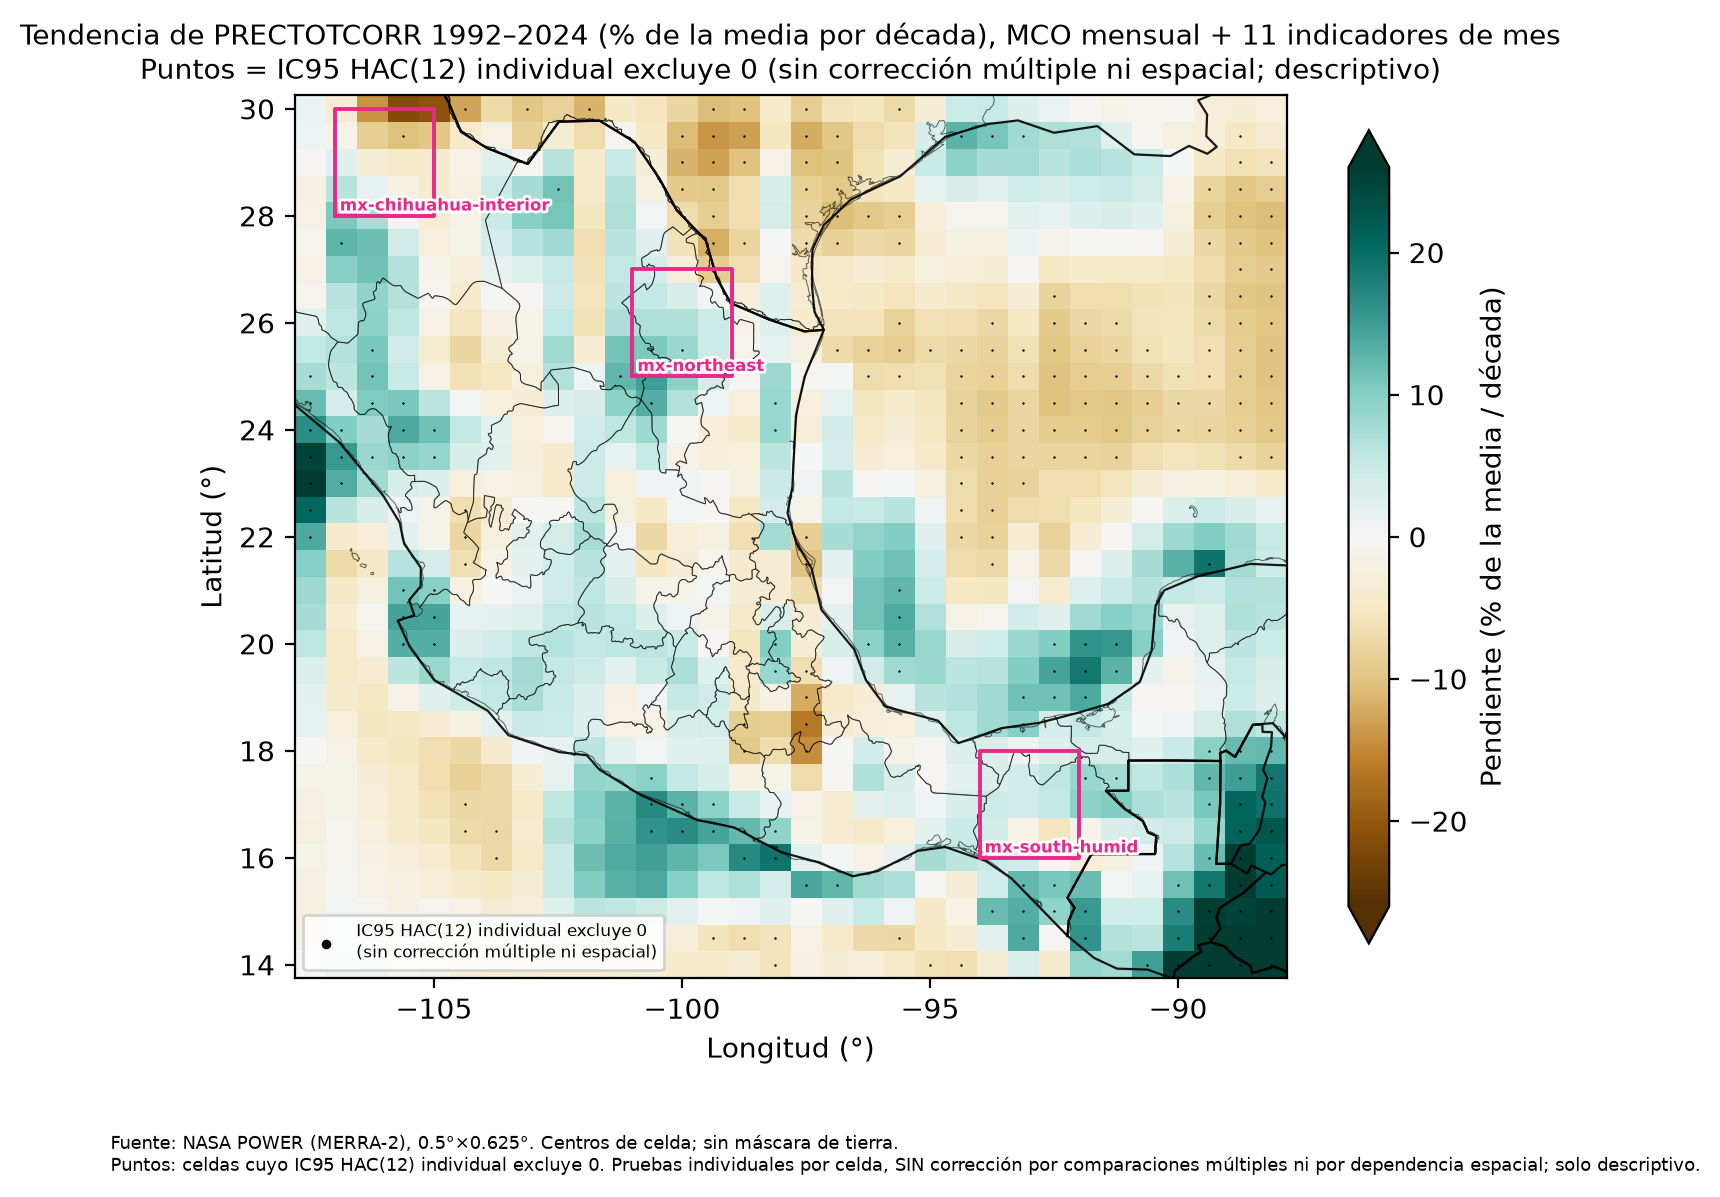 Tendencia de PRECTOTCORR 1992–2024 (% de la media por década), MCO mensual + 11 indicadores de mes
Puntos = IC95 HAC(12) individual excluye 0 (sin corrección múltiple ni espacial; descriptivo)
30
28
26
24
22
20
18
16
14
Latitud (°)
mx-chihuahua-interior
mx-northeast
mx-south-humid
IC95 HAC(12) individual excluye 0
(sin corrección múltiple ni espacial)
−105
−100
−95
−90
Longitud (°)
20
10
0
−10
−20
Pendiente (% de la media / década)
Fuente: NASA POWER (MERRA-2), 0.5°×0.625°. Centros de celda; sin máscara de tierra.
Puntos: celdas cuyo IC95 HAC(12) individual excluye 0. Pruebas individuales por celda, SIN corrección por comparaciones múltiples ni por dependencia espacial; solo descriptivo.